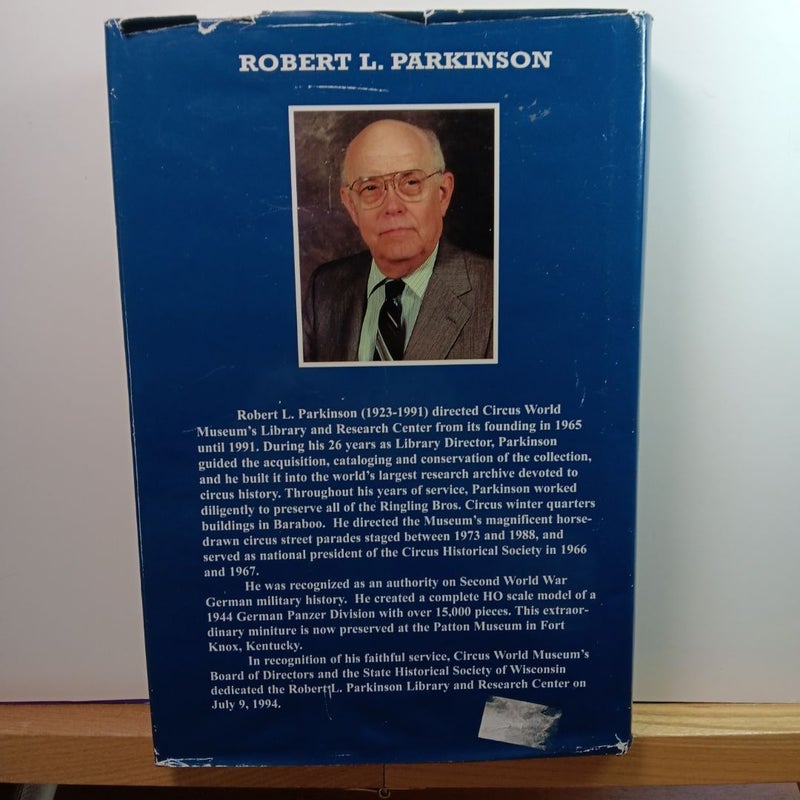 ROBERT L. PARKINSON
Robert L. Parkinson (1923-1991) directed Circus World
Museum's Library and Research Center from its founding in 1965
until 1991. During his 26 years as Library Director, Parkinson
guided the acquisition, cataloging and conservation of the collection,
and he built it into the world's largest research archive devoted to
circus history. Throughout his years of service, Parkinson worked
diligently to preserve all of the Ringling Bros. Circus winter quarters
buildings in Baraboo. He directed the Museum's magnificent horse-
drawn circus street parades staged between 1973 and 1988, and
served as national president of the Circus Historical Society in 1966
and 1967.
He was recognized as an authority on Second World War
German military history. He created a complete HO scale model of a
1944 German Panzer Division with over 15,000 pieces. This extraor-
dinary miniture is now preserved at the Patton Museum in Fort
Knox, Kentucky.
In recognition of his faithful service, Circus World Museum's
Board of Directors and the State Historical Society of Wisconsin
dedicated the Robert L. Parkinson Library and Research Center on
July 9, 1994.